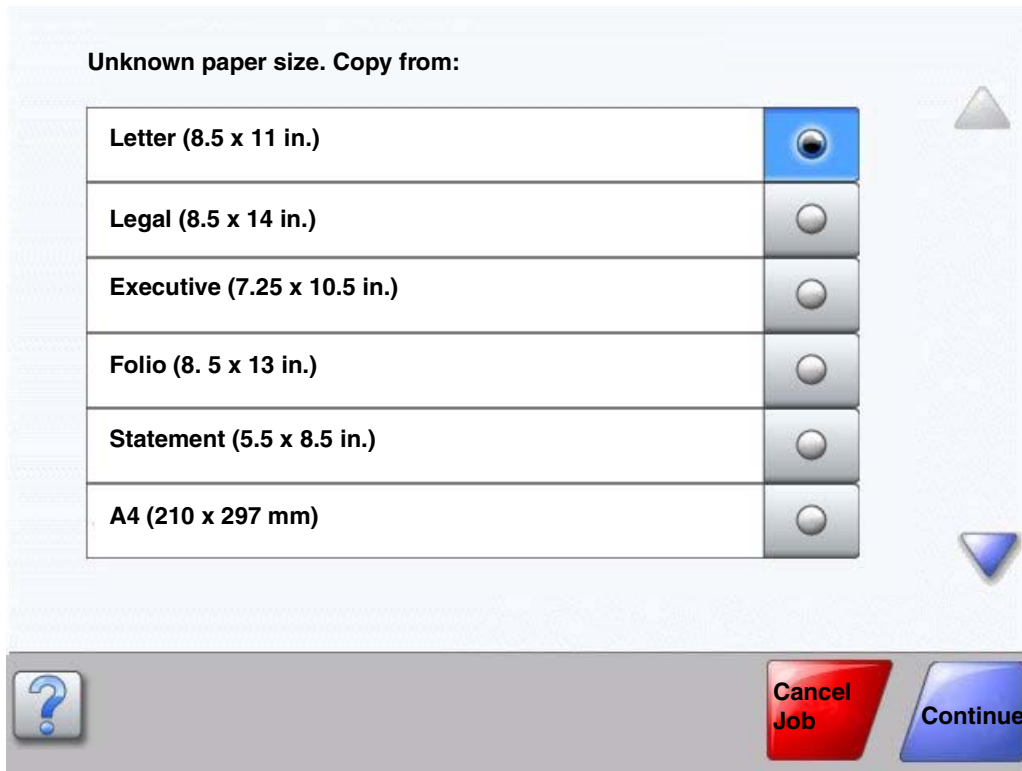 Unknown paper size. Copy from:
Letter (8.5 x 11 in.)
Legal (8.5 x 14 in.)
Executive (7.25 x 10.5 in.)
Folio (8. 5 x 13 in.)
Statement (5.5 x 8.5 in.)
A4 (210 x 297 mm)
?
Cancel
Job
Continue